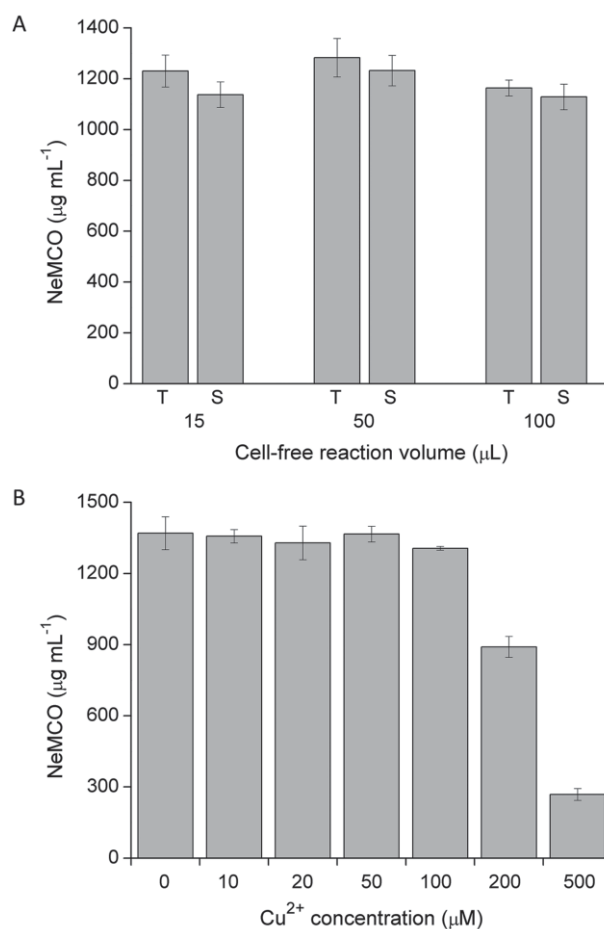 A
1400
1200
1000
800
600
400
200
0
NeMCO (μg mL⁻¹)
T S T S T S
15 50 100
Cell-free reaction volume (μL)
B
1500
1200
900
600
300
0
NeMCO (μg mL⁻¹)
0 10 20 50 100 200 500
Cu²⁺ concentration (μM)